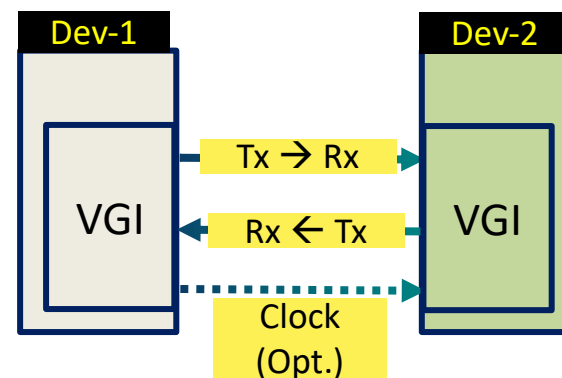 Dev-1
Dev-2
Tx → Rx
VGI
VGI
Rx ← Tx
Clock
(Opt.)